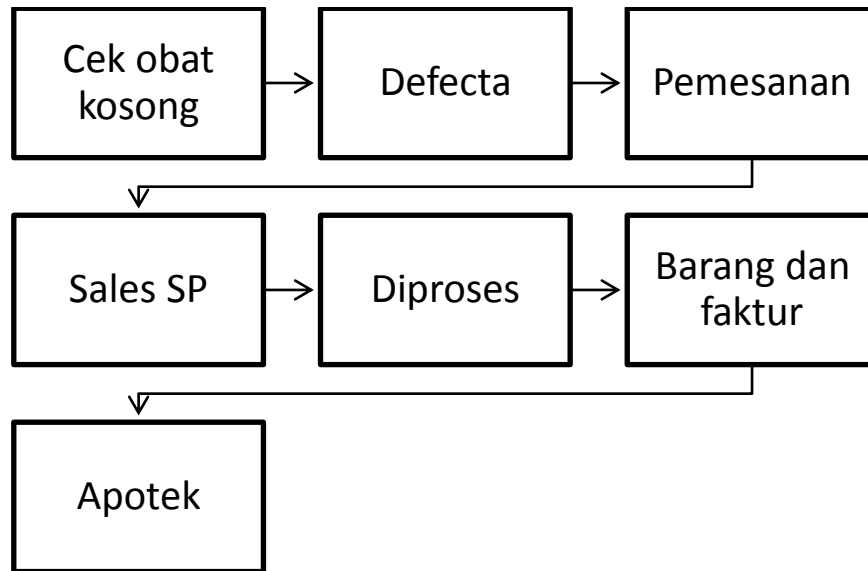 Cek obat
kosong
Defecta
Pemesanan
Sales SP
Diproses
Barang dan
faktur
Apotek